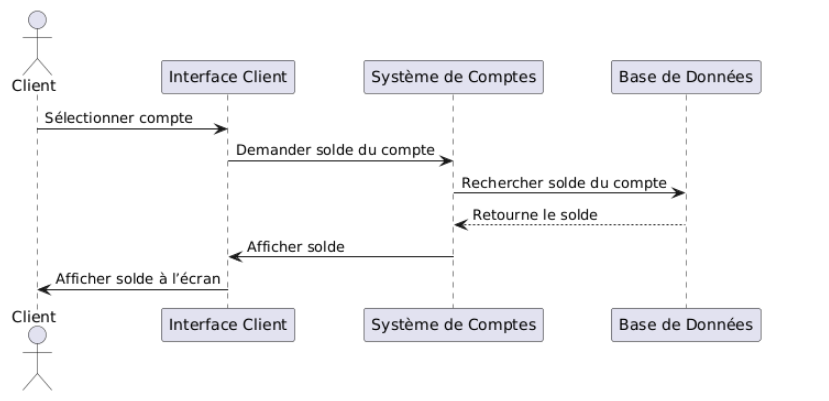 Client
Interface Client
Système de Comptes
Base de Données
Sélectionner compte
Demander solde du compte
Rechercher solde du compte
Retourne le solde
Afficher solde
Afficher solde à l’écran
Client
Interface Client
Système de Comptes
Base de Données